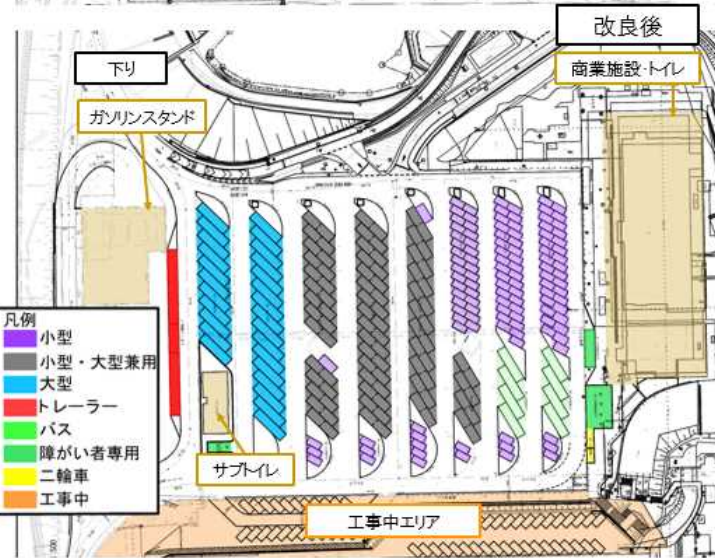 改良後
下り
商業施設・トイレ
ガソリンスタンド
凡例
小型
小型・大型兼用
大型
トレーラー
バス
障がい者専用
二輪車
工事中
サブトイレ
工事中エリア